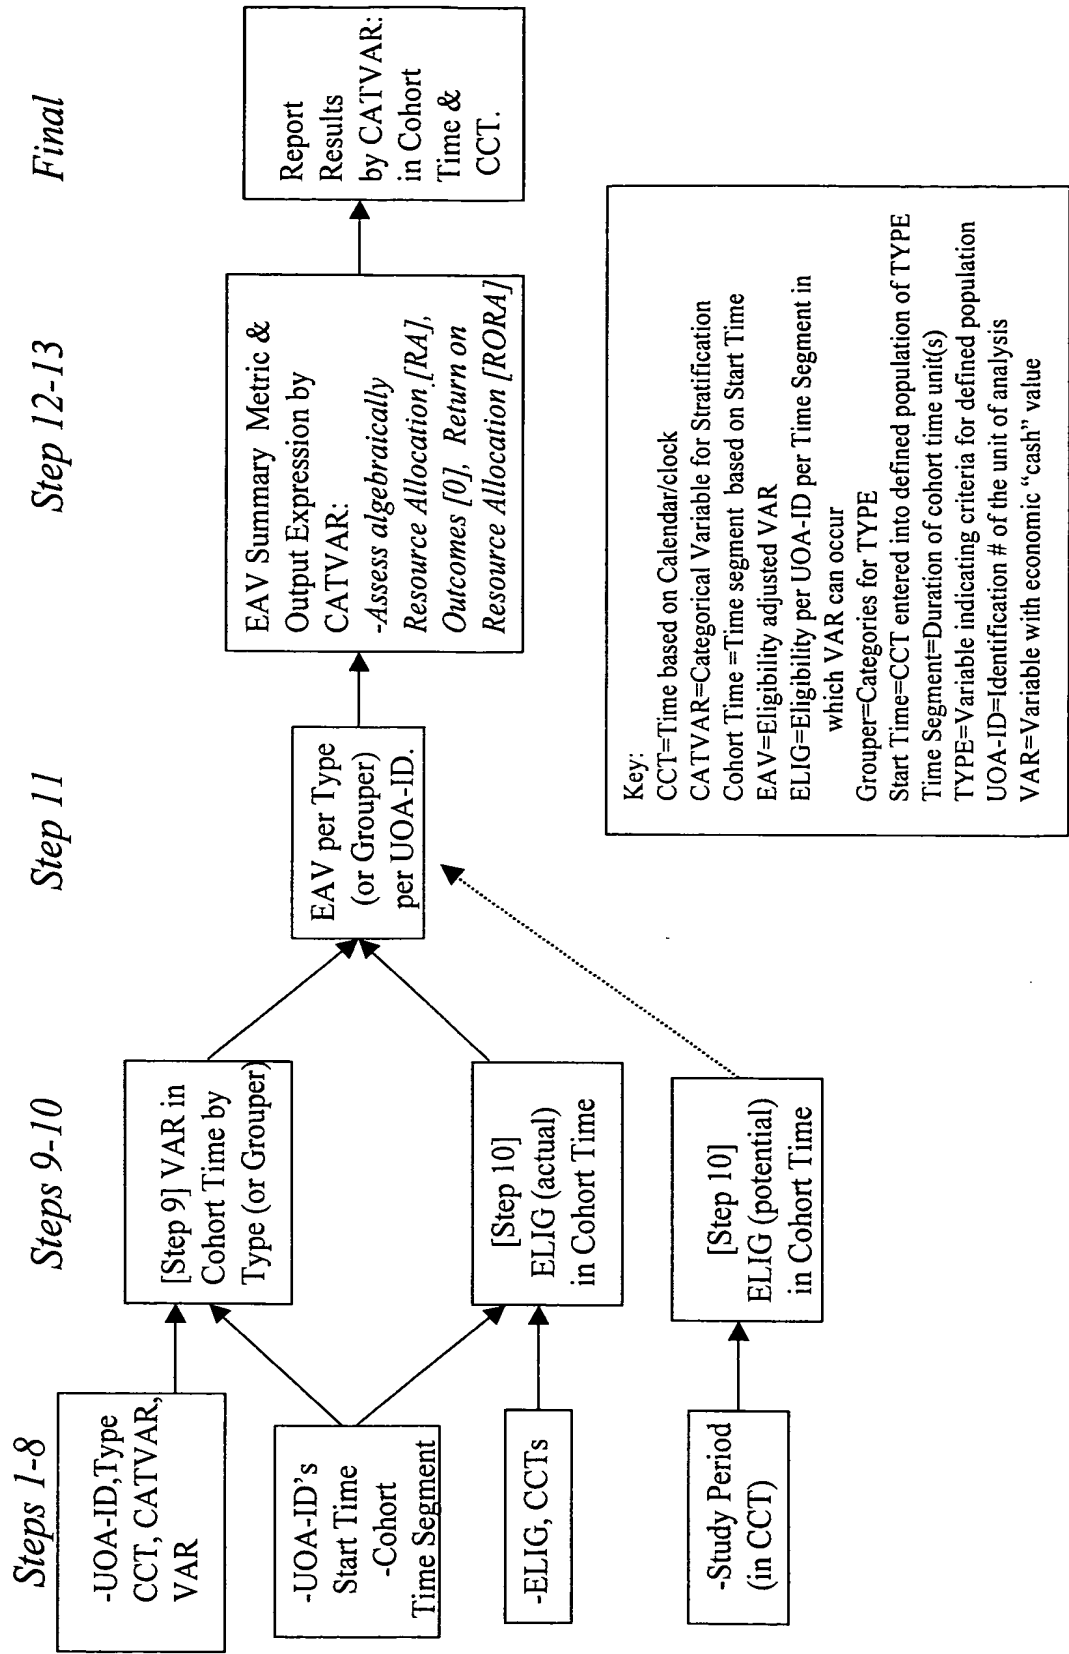 Steps 1-8
Steps 9-10
Step 11
Step 12-13
Final
-UOA-ID,Type
CCT, CATVAR,
VAR
-UOA-ID's
Start Time
-Cohort
Time Segment
-ELIG, CCTs
-Study Period
(in CCT)
[Step 9] VAR in
Cohort Time by
Type (or Grouper)
[Step 10]
ELIG (actual)
in Cohort Time
[Step 10]
ELIG (potential)
in Cohort Time
EAV per Type
(or Grouper)
per UOA-ID.
EAV Summary Metric &
Output Expression by
CATVAR:
-Assess algebraically
Resource Allocation [RA],
Outcomes [0], Return on
Resource Allocation [RORA]
Report
Results
by CATVAR:
in Cohort
Time &
CCT.
Key:
CCT=Time based on Calendar/clock
CATVAR=Categorical Variable for Stratification
Cohort Time =Time segment based on Start Time
EAV=Eligibility adjusted VAR
ELIG=Eligibility per UOA-ID per Time Segment in
which VAR can occur
Grouper=Categories for TYPE
Start Time=CCT entered into defined population of TYPE
Time Segment=Duration of cohort time unit(s)
TYPE=Variable indicating criteria for defined population
UOA-ID=Identification # of the unit of analysis
VAR=Variable with economic "cash" value